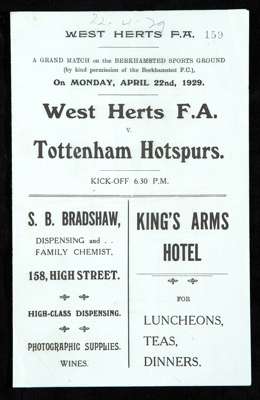 22-4-29
WEST HERTS F.A. 159
A GRAND MATCH on the BERKHAMSTED SPORTS GROUND
(by kind permission of the Berkhamsted F.C.),
On MONDAY, APRIL 22nd, 1929.
West Herts F.A.
v.
Tottenham Hotspurs.
KICK-OFF 6.30 P.M.
S. B. BRADSHAW,
DISPENSING and . .
FAMILY CHEMIST,
158, HIGH STREET.
HIGH-CLASS DISPENSING.
PHOTOGRAPHIC SUPPLIES.
WINES.
KING'S ARMS
HOTEL
FOR
LUNCHEONS,
TEAS,
DINNERS.